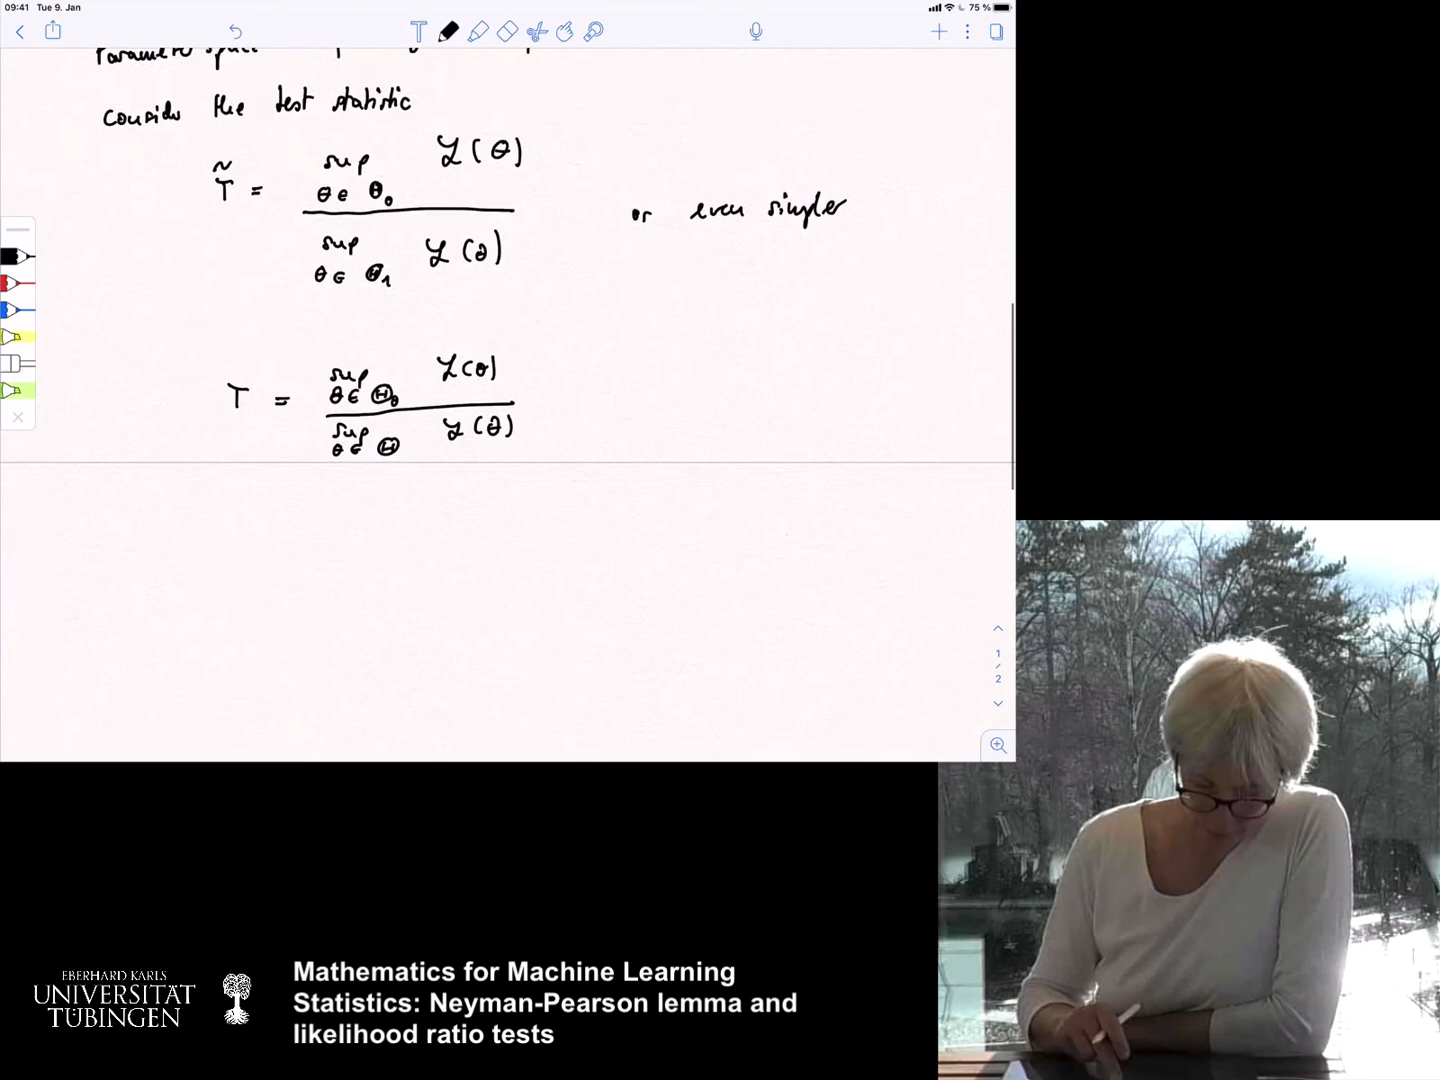 09:41 Tue 9. Jan
75 %
Parameter space
consider the test statistic
T̃ = sup θ∈ Θ₀ ℒ(θ) / sup θ∈ Θ₁ ℒ(θ)
or even simpler
T = sup θ∈ Θ₀ ℒ(θ) / sup θ∈ Θ ℒ(θ)
1
/
2
EBERHARD KARLS
UNIVERSITÄT
TÜBINGEN
Mathematics for Machine Learning
Statistics: Neyman-Pearson lemma and
likelihood ratio tests